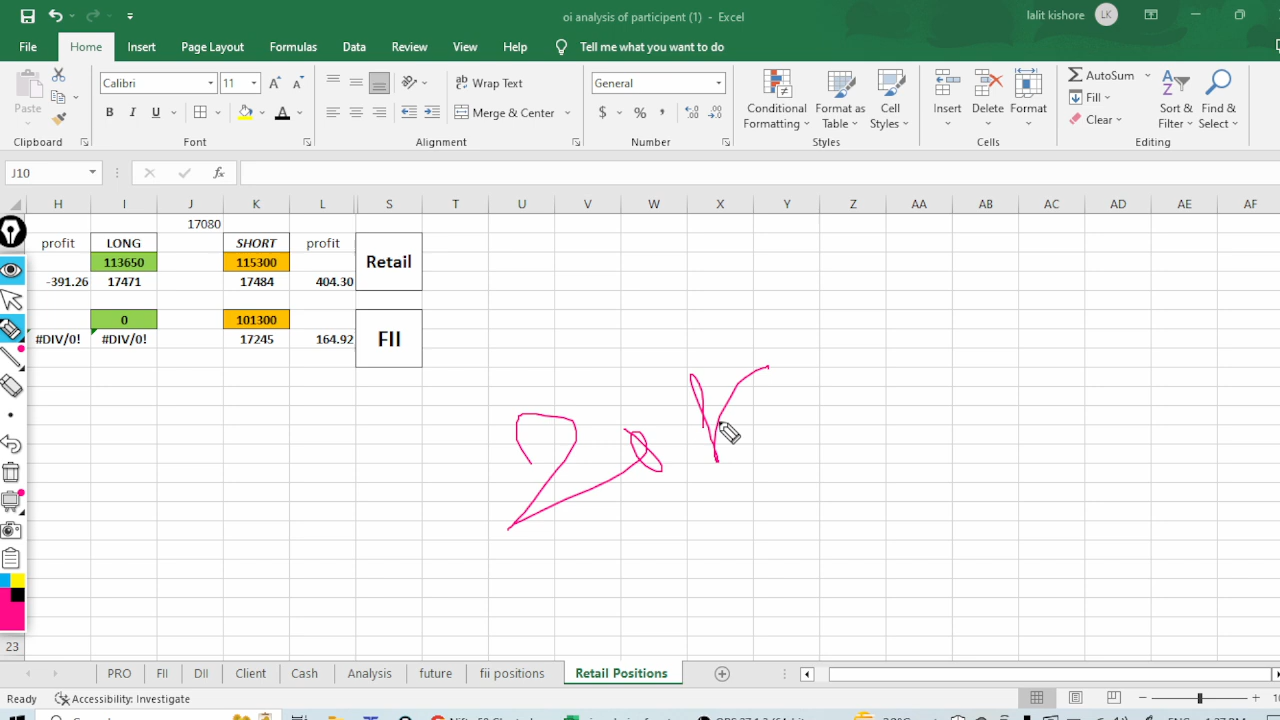 oi analysis of participent (1) - Excel
lalit kishore LK
File Home Insert Page Layout Formulas Data Review View Help Tell me what you want to do
Paste
Calibri 11
B I U A
Wrap Text
Merge & Center
General
$ % ,
Conditional Formatting
Format as Table
Cell Styles
Insert Delete Format
AutoSum
Fill
Clear
Sort & Filter
Find & Select
Clipboard Font Alignment Number Styles Cells Editing
J10 fx
H I J K L S T U V W X Y Z AA AB AC AD AE AF
17080
profit LONG SHORT profit
113650 115300 Retail
-391.26 17471 17484 404.30
0 101300
#DIV/0! #DIV/0! 17245 164.92 FII
20 K
23
PRO FII DII Client Cash Analysis future fii positions Retail Positions
Ready Accessibility: Investigate